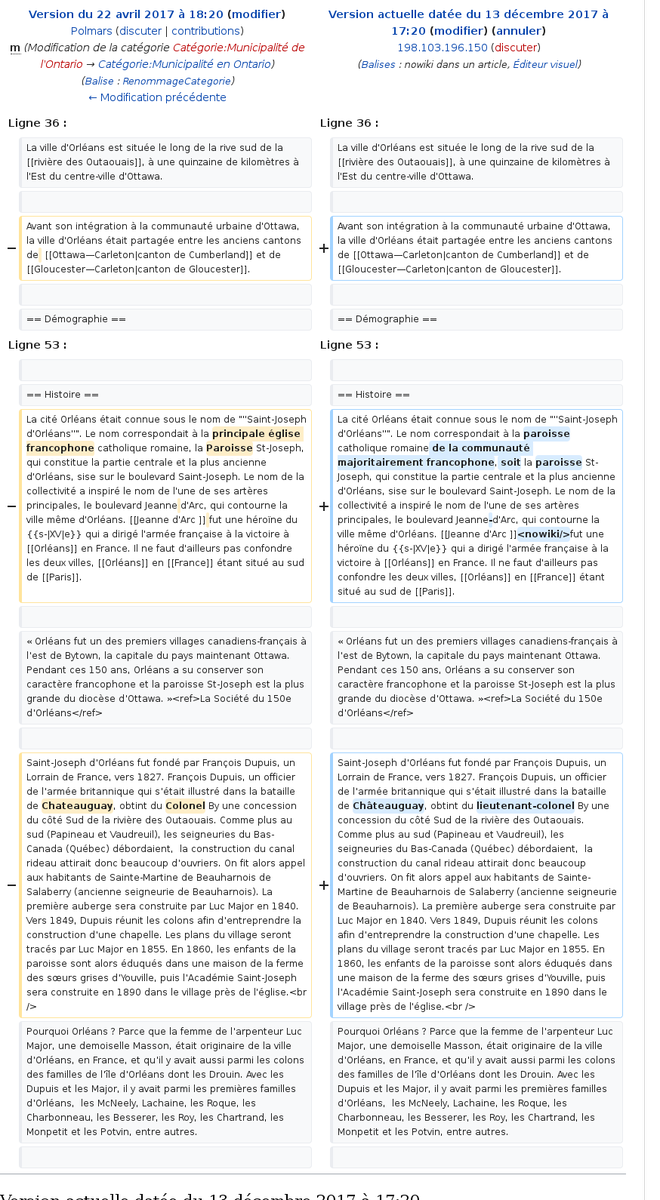 Version du 22 avril 2017 à 18:20 (modifier)
Polmars (discuter | contributions)
m (Modification de la catégorie Catégorie:Municipalité de
l'Ontario → Catégorie:Municipalité en Ontario)
(Balise : RenommageCategorie)
← Modification précédente
Version actuelle datée du 13 décembre 2017 à
17:20 (modifier) (annuler)
198.103.196.150 (discuter)
(Balises : nowiki dans un article, Éditeur visuel)
Ligne 36 :
Ligne 36 :
La ville d'Orléans est située le long de la rive sud de la
[[rivière des Outaouais]], à une quinzaine de kilomètres à
l'Est du centre-ville d'Ottawa.
La ville d'Orléans est située le long de la rive sud de la
[[rivière des Outaouais]], à une quinzaine de kilomètres à
l'Est du centre-ville d'Ottawa.
−
Avant son intégration à la communauté urbaine d'Ottawa,
la ville d'Orléans était partagée entre les anciens cantons
de  [[Ottawa—Carleton|canton de Cumberland]] et de
[[Gloucester—Carleton|canton de Gloucester]].
+
Avant son intégration à la communauté urbaine d'Ottawa,
la ville d'Orléans était partagée entre les anciens cantons
de [[Ottawa—Carleton|canton de Cumberland]] et de
[[Gloucester—Carleton|canton de Gloucester]].
== Démographie ==
== Démographie ==
Ligne 53 :
Ligne 53 :
== Histoire ==
== Histoire ==
−
La cité Orléans était connue sous le nom de "''Saint-Joseph
d'Orléans''". Le nom correspondait à la principale église
francophone catholique romaine, la Paroisse St-Joseph,
qui constitue la partie centrale et la plus ancienne
d'Orléans, sise sur le boulevard Saint-Joseph. Le nom de la
collectivité a inspiré le nom de l'une de ses artères
principales, le boulevard Jeanne d'Arc, qui contourne la
ville même d'Orléans. [[Jeanne d'Arc ]] fut une héroïne du
{{s-|XV|e}} qui a dirigé l'armée française à la victoire à
[[Orléans]] en France. Il ne faut d'ailleurs pas confondre
les deux villes, [[Orléans]] en [[France]] étant situé au sud
de [[Paris]].
+
La cité Orléans était connue sous le nom de "''Saint-Joseph
d'Orléans''". Le nom correspondait à la paroisse
catholique romaine de la communauté
majoritairement francophone, soit la paroisse St-
Joseph, qui constitue la partie centrale et la plus ancienne
d'Orléans, sise sur le boulevard Saint-Joseph. Le nom de la
collectivité a inspiré le nom de l'une de ses artères
principales, le boulevard Jeanne-d'Arc, qui contourne la
ville même d'Orléans. [[Jeanne d'Arc ]]<nowiki/>fut une
héroïne du {{s-|XV|e}} qui a dirigé l'armée française à la
victoire à [[Orléans]] en France. Il ne faut d'ailleurs pas
confondre les deux villes, [[Orléans]] en [[France]] étant
situé au sud de [[Paris]].
« Orléans fut un des premiers villages canadiens-français à
l'est de Bytown, la capitale du pays maintenant Ottawa.
Pendant ces 150 ans, Orléans a su conserver son
caractère francophone et la paroisse St-Joseph est la plus
grande du diocèse d'Ottawa. »<ref>La Société du 150e
d'Orléans</ref>
« Orléans fut un des premiers villages canadiens-français à
l'est de Bytown, la capitale du pays maintenant Ottawa.
Pendant ces 150 ans, Orléans a su conserver son
caractère francophone et la paroisse St-Joseph est la plus
grande du diocèse d'Ottawa. »<ref>La Société du 150e
d'Orléans</ref>
−
Saint-Joseph d'Orléans fut fondé par François Dupuis, un
Lorrain de France, vers 1827. François Dupuis, un officier
de l'armée britannique qui s'était illustré dans la bataille
de Chateauguay, obtint du Colonel By une concession
du côté Sud de la rivière des Outaouais. Comme plus au
sud (Papineau et Vaudreuil), les seigneuries du Bas-
Canada (Québec) débordaient,  la construction du canal
rideau attirait donc beaucoup d'ouvriers. On fit alors appel
aux habitants de Sainte-Martine de Beauharnois de
Salaberry (ancienne seigneurie de Beauharnois). La
première auberge sera construite par Luc Major en 1840.
Vers 1849, Dupuis réunit les colons afin d'entreprendre la
construction d'une chapelle. Les plans du village seront
tracés par Luc Major en 1855. En 1860, les enfants de la
paroisse sont alors éduqués dans une maison de la ferme
des sœurs grises d'Youville, puis l'Académie Saint-Joseph
sera construite en 1890 dans le village près de l'église.<br
/>
+
Saint-Joseph d'Orléans fut fondé par François Dupuis, un
Lorrain de France, vers 1827. François Dupuis, un officier
de l'armée britannique qui s'était illustré dans la bataille
de Châteauguay, obtint du lieutenant-colonel By une
concession du côté Sud de la rivière des Outaouais.
Comme plus au sud (Papineau et Vaudreuil), les
seigneuries du Bas-Canada (Québec) débordaient,  la
construction du canal rideau attirait donc beaucoup
d'ouvriers. On fit alors appel aux habitants de Sainte-
Martine de Beauharnois de Salaberry (ancienne seigneurie
de Beauharnois). La première auberge sera construite par
Luc Major en 1840. Vers 1849, Dupuis réunit les colons
afin d'entreprendre la construction d'une chapelle. Les
plans du village seront tracés par Luc Major en 1855. En
1860, les enfants de la paroisse sont alors éduqués dans
une maison de la ferme des sœurs grises d'Youville, puis
l'Académie Saint-Joseph sera construite en 1890 dans le
village près de l'église.<br />
Pourquoi Orléans ? Parce que la femme de l'arpenteur Luc
Major, une demoiselle Masson, était originaire de la ville
d'Orléans, en France, et qu'il y avait aussi parmi les colons
des familles de l'île d'Orléans dont les Drouin. Avec les
Dupuis et les Major, il y avait parmi les premières familles
d'Orléans,  les McNeely, Lachaine, les Roque, les
Charbonneau, les Besserer, les Roy, les Chartrand, les
Monpetit et les Potvin, entre autres.
Pourquoi Orléans ? Parce que la femme de l'arpenteur Luc
Major, une demoiselle Masson, était originaire de la ville
d'Orléans, en France, et qu'il y avait aussi parmi les colons
des familles de l'île d'Orléans dont les Drouin. Avec les
Dupuis et les Major, il y avait parmi les premières familles
d'Orléans,  les McNeely, Lachaine, les Roque, les
Charbonneau, les Besserer, les Roy, les Chartrand, les
Monpetit et les Potvin, entre autres.
Version actuelle datée du 13 décembre 2017 à 17:20